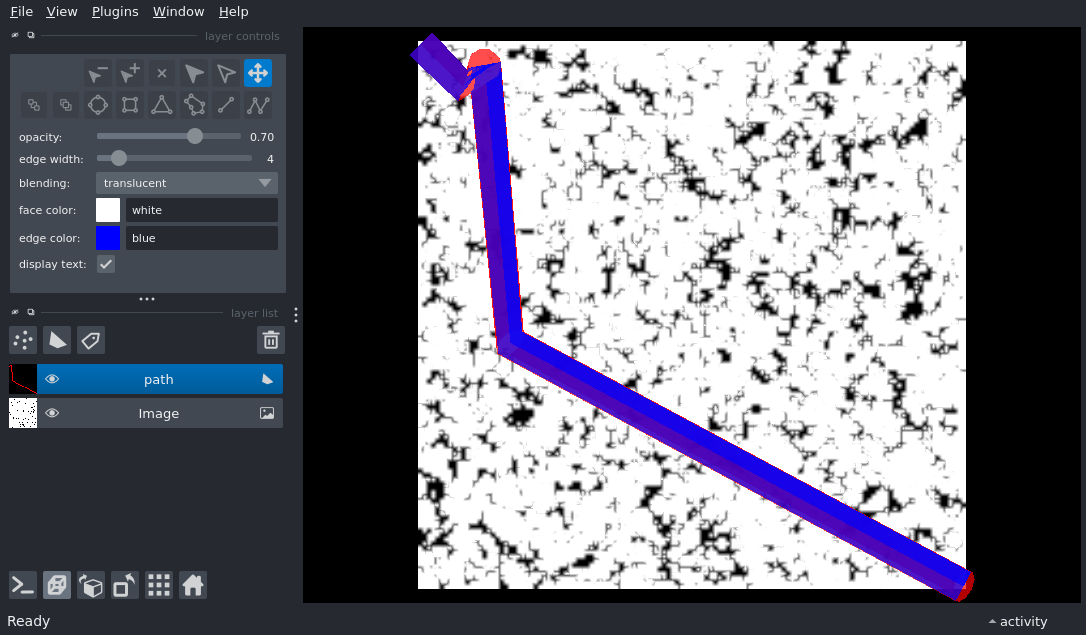 File View Plugins Window Help
layer controls
opacity: 0.70
edge width: 4
blending: translucent
face color: white
edge color: blue
display text:
layer list
path
Image
Ready
activity